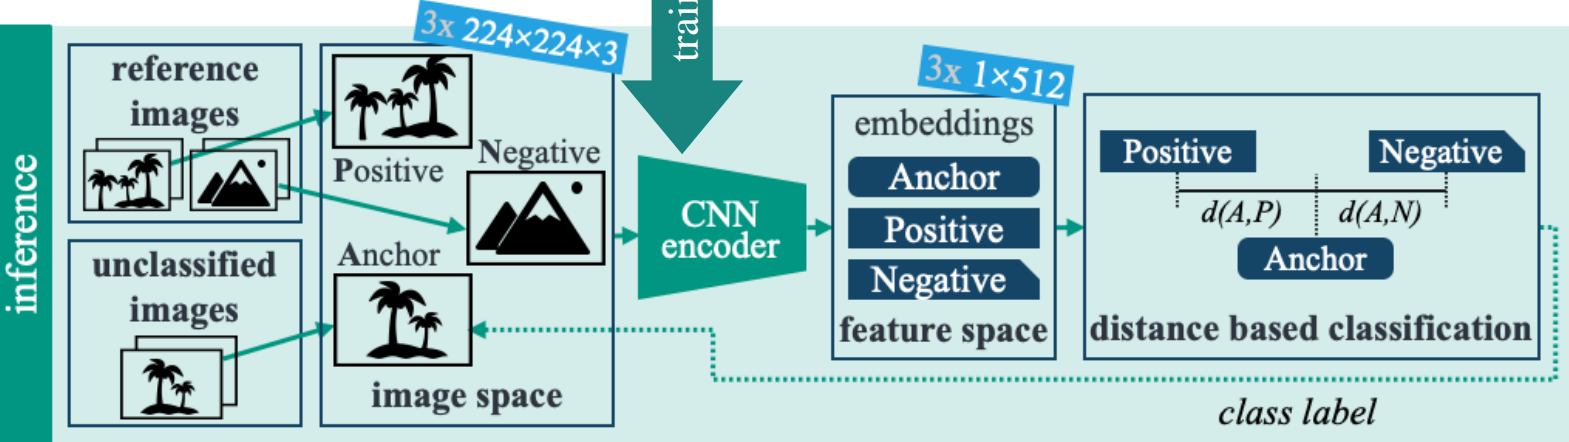 inference
reference
images
unclassified
images
3x 224×224×3
Positive
Negative
Anchor
image space
CNN
encoder
3x 1×512
embeddings
Anchor
Positive
Negative
feature space
Positive
Negative
d(A,P)
d(A,N)
Anchor
distance based classification
class label